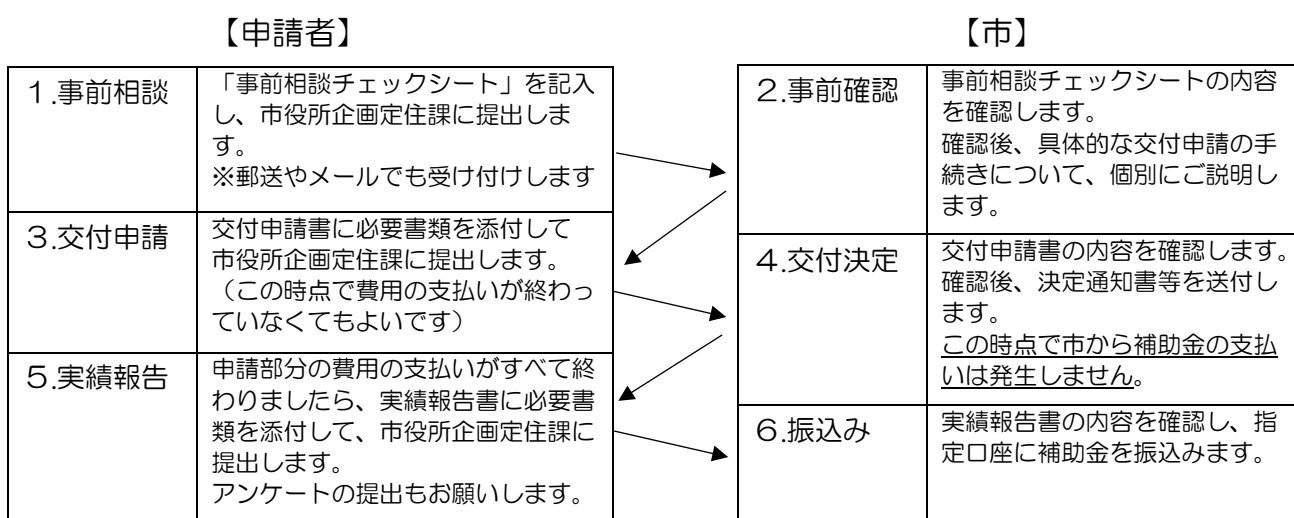 【申請者】
1.事前相談
「事前相談チェックシート」を記入
し、市役所企画定住課に提出しま
す。
※郵送やメールでも受け付けします
3.交付申請
交付申請書に必要書類を添付して
市役所企画定住課に提出します。
（この時点で費用の支払いが終わっ
ていなくてもよいです）
5.実績報告
申請部分の費用の支払いがすべて終
わりましたら、実績報告書に必要書
類を添付して、市役所企画定住課に
提出します。
アンケートの提出もお願いします。
【市】
2.事前確認
事前相談チェックシートの内容
を確認します。
確認後、具体的な交付申請の手
続きについて、個別にご説明し
ます。
4.交付決定
交付申請書の内容を確認します。
確認後、決定通知書等を送付し
ます。
この時点で市から補助金の支払
いは発生しません。
6.振込み
実績報告書の内容を確認し、指
定口座に補助金を振込みます。